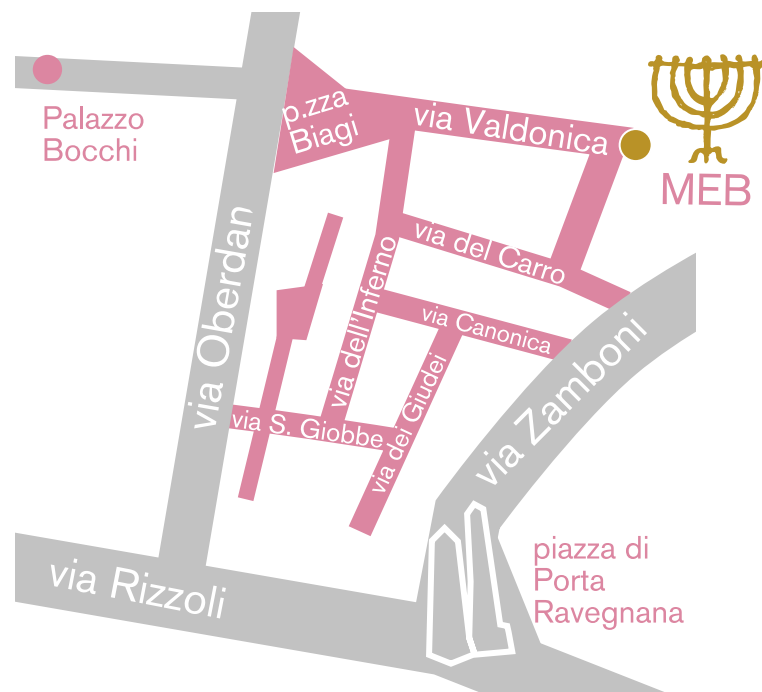 Palazzo
Bocchi
p.zza
Biagi
via Valdonica
MEB
via del Carro
via Oberdan
via dell'Inferno
via Canonica
via Zamboni
via dei Giudei
via S. Giobbe
via Rizzoli
piazza di
Porta
Ravegnana